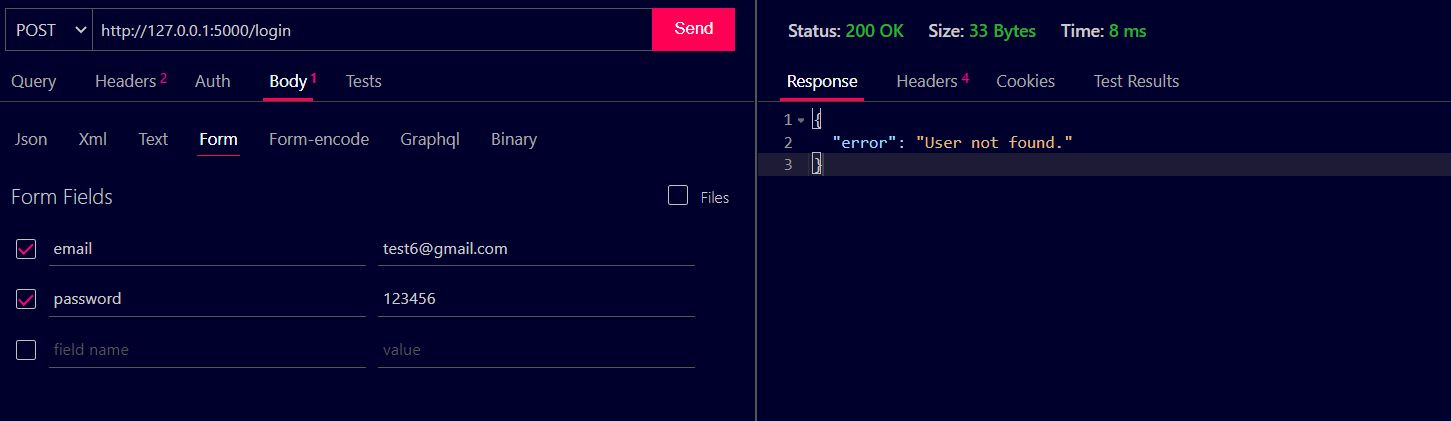 POST http://127.0.0.1:5000/login Send
Query Headers 2 Auth Body 1 Tests
Json Xml Text Form Form-encode Graphql Binary
Form Fields Files
email test6@gmail.com
password 123456
field name value
Status: 200 OK Size: 33 Bytes Time: 8 ms
Response Headers 4 Cookies Test Results
1 {
2 "error": "User not found."
3 }